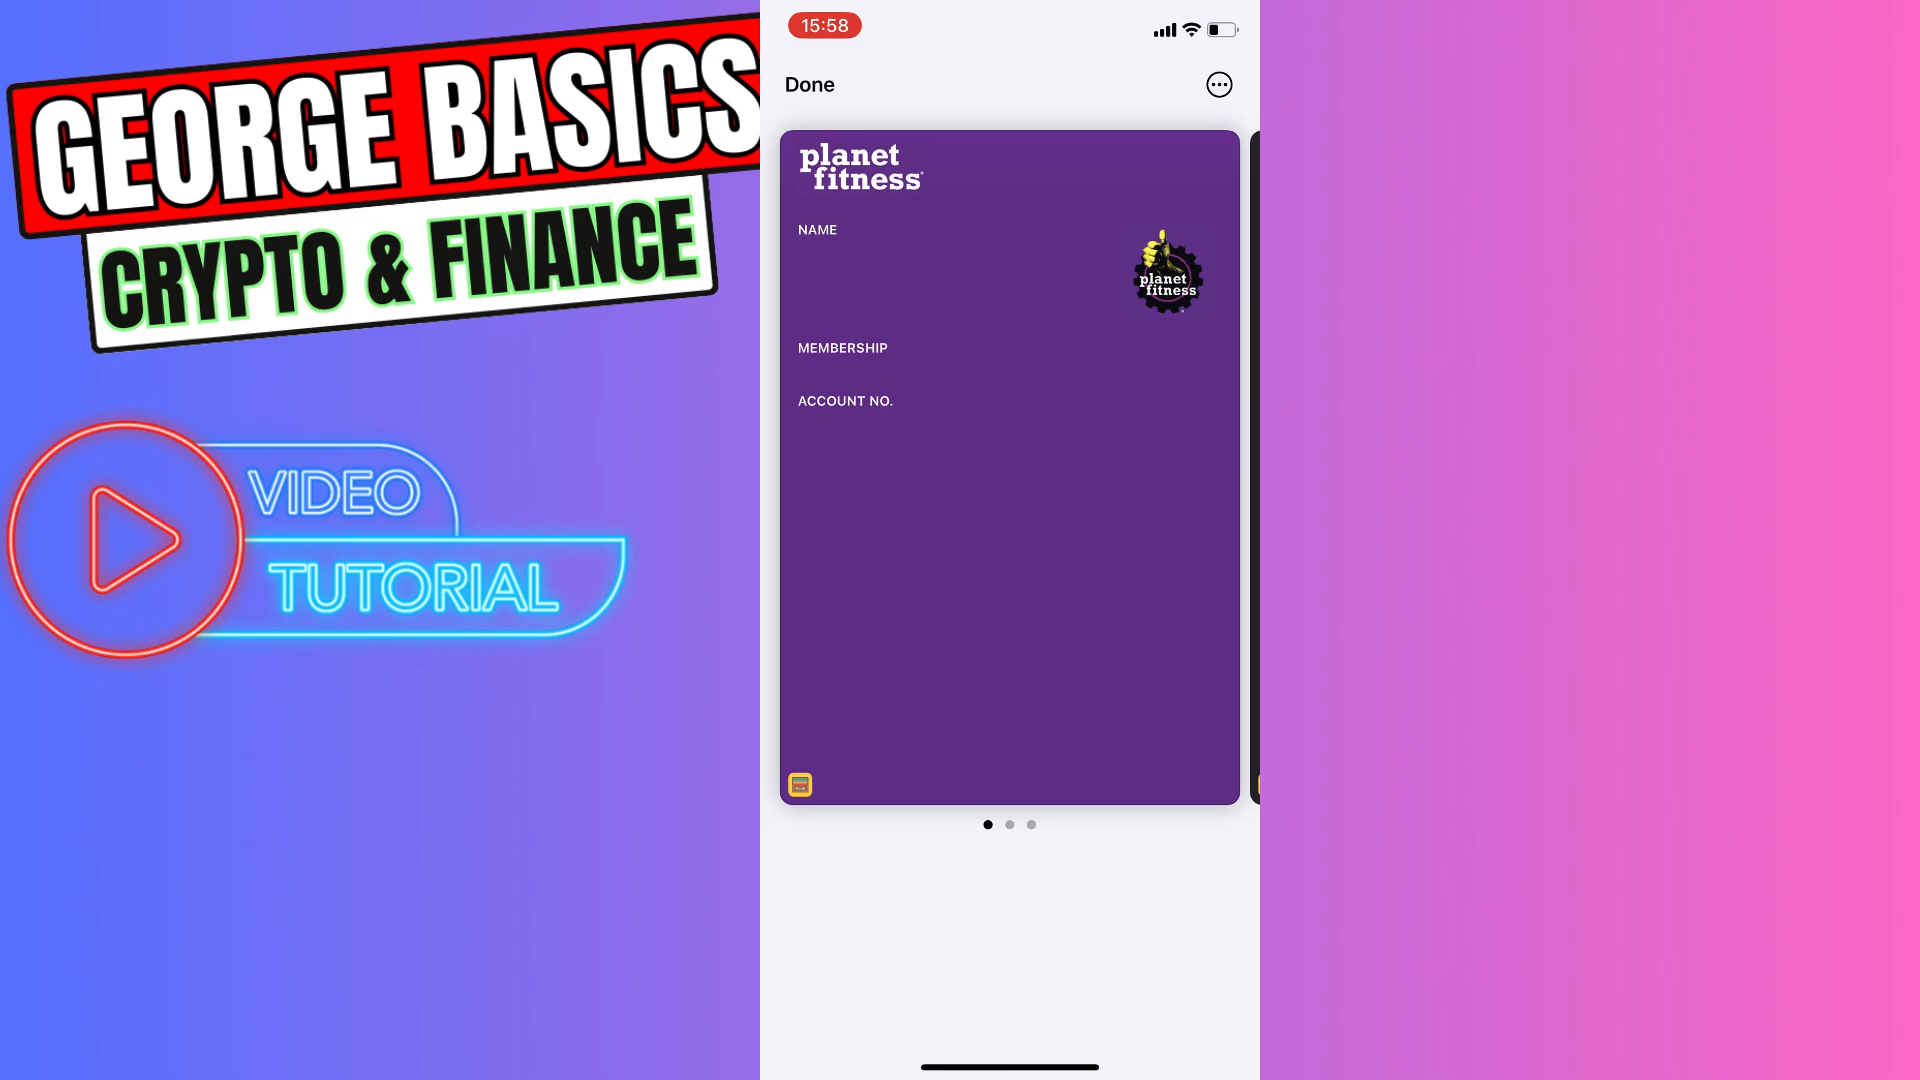 GEORGE BASICS
CRYPTO & FINANCE
VIDEO
TUTORIAL
15:58
Done
planet
fitness
NAME
planet
fitness
MEMBERSHIP
ACCOUNT NO.